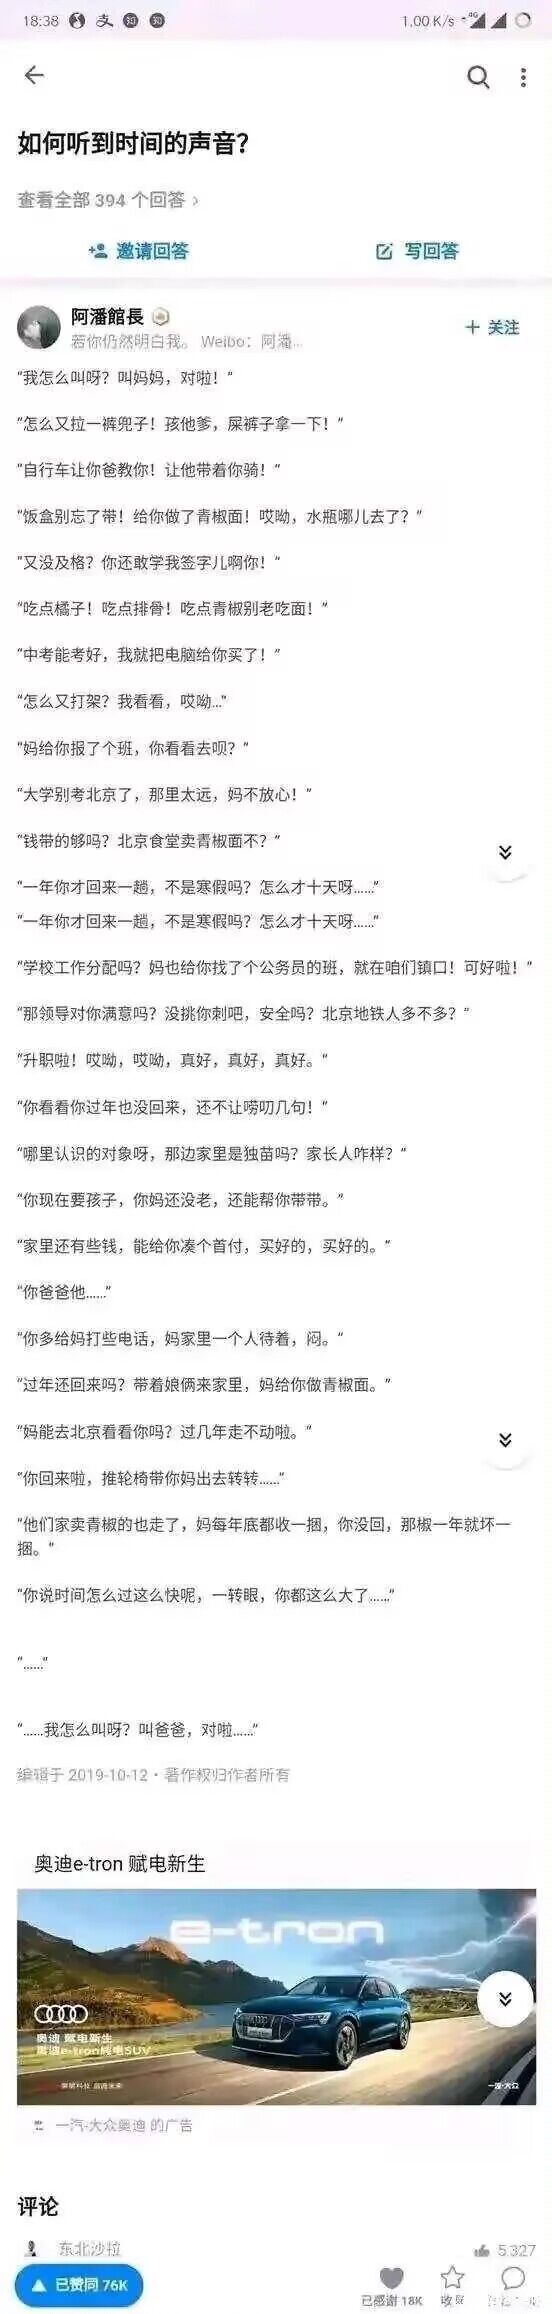 18:38
支
知
知
1.00 K/s
4G
如何听到时间的声音？
查看全部 394 个回答 ›
邀请回答
写回答
阿潘館長
+ 关注
若你仍然明白我。 Weibo：阿潘...
“我怎么叫呀？叫妈妈，对啦！”
“怎么又拉一裤兜子！孩他爹，屎裤子拿一下！”
“自行车让你爸教你！让他带着你骑！“
“饭盒别忘了带！给你做了青椒面！哎呦，水瓶哪儿去了？”
“又没及格？你还敢学我签字儿啊你！“
“吃点橘子！吃点排骨！吃点青椒别老吃面！”
“中考能考好，我就把电脑给你买了！”
“怎么又打架？我看看，哎呦...”
“妈给你报了个班，你看看去呗？”
“大学别考北京了，那里太远，妈不放心！”
“钱带的够吗？北京食堂卖青椒面不？“
“一年你才回来一趟，不是寒假吗？怎么才十天呀......”
“一年你才回来一趟，不是寒假吗？怎么才十天呀......”
“学校工作分配吗？妈也给你找了个公务员的班，就在咱们镇口！可好啦！”
“那领导对你满意吗？没挑你刺吧，安全吗？北京地铁人多不多？”
“升职啦！哎呦，哎呦，真好，真好，真好。“
“你看看你过年也没回来，还不让唠叨几句！”
“哪里认识的对象呀，那边家里是独苗吗？家长人咋样？“
“你现在要孩子，你妈还没老，还能帮你带带。”
“家里还有些钱，能给你凑个首付，买好的，买好的。“
“你爸爸他......”
“你多给妈打些电话，妈家里一个人待着，闷。“
“过年还回来吗？带着娘俩来家里，妈给你做青椒面。”
“妈能去北京看看你吗？过几年走不动啦。“
“你回来啦，推轮椅带你妈出去转转......“
“他们家卖青椒的也走了，妈每年底都收一捆，你没回，那椒一年就坏一
捆。”
“你说时间怎么过这么快呢，一转眼，你都这么大了......”
“......“
“......我怎么叫呀？叫爸爸，对啦......”
编辑于 2019-10-12・著作权归作者所有
奥迪e-tron 赋电新生
e-tron
奥迪 赋电新生
奥迪e-tron纯电SUV
一汽-大众
一汽-大众奥迪 的广告
评论
东北沙拉
5,327
已赞同 76K
已感谢 18K
收